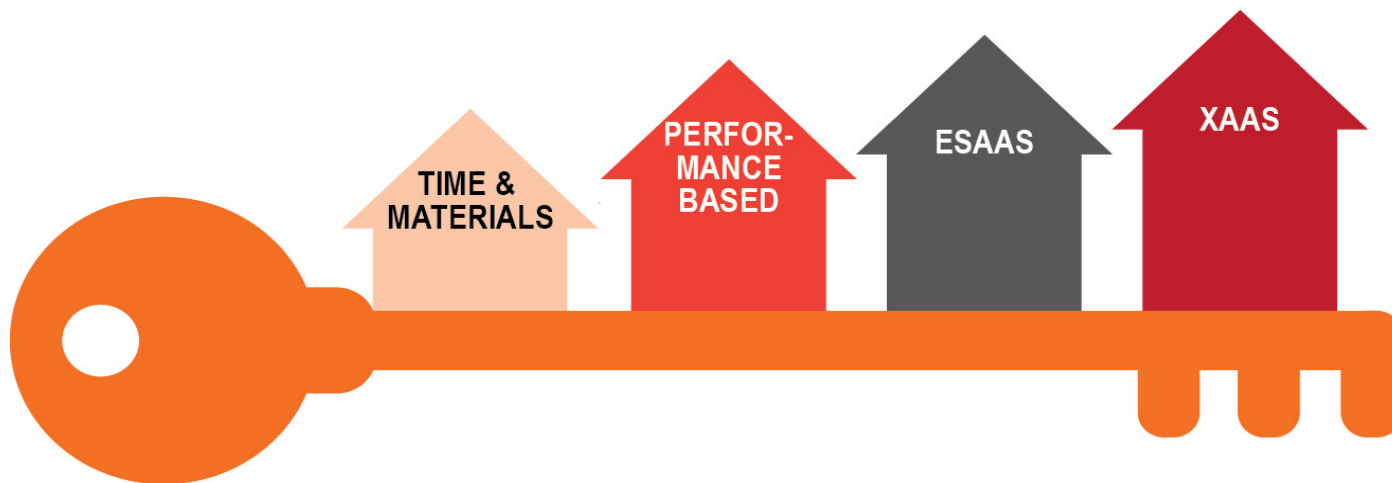 TIME &
MATERIALS
PERFOR-
MANCE
BASED
ESAAS
XAAS